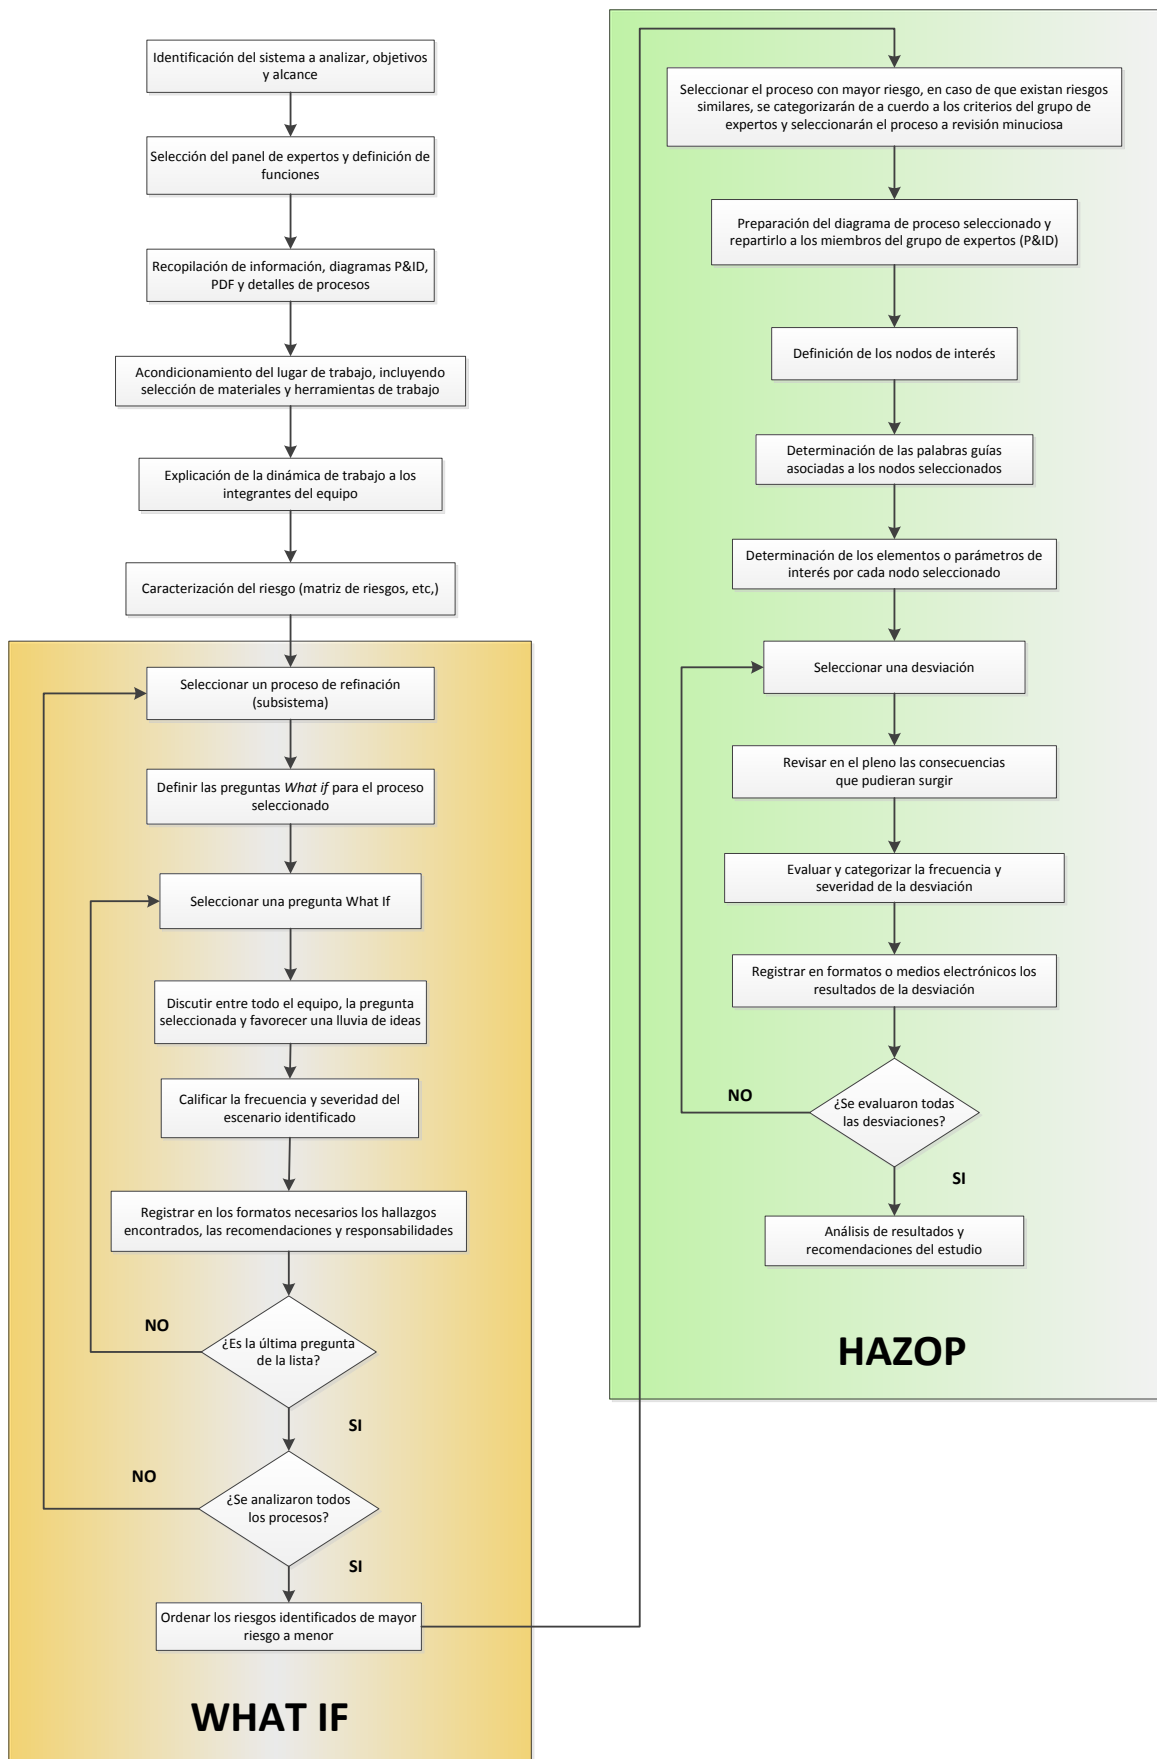 Identificación del sistema a analizar, objetivos
y alcance
Selección del panel de expertos y definición de
funciones
Recopilación de información, diagramas P&ID,
PDF y detalles de procesos
Acondicionamiento del lugar de trabajo, incluyendo
selección de materiales y herramientas de trabajo
Explicación de la dinámica de trabajo a los
integrantes del equipo
Caracterización del riesgo (matriz de riesgos, etc,)
Seleccionar un proceso de refinación
(subsistema)
Definir las preguntas What if para el proceso
seleccionado
Seleccionar una pregunta What If
Discutir entre todo el equipo, la pregunta
seleccionada y favorecer una lluvia de ideas
Calificar la frecuencia y severidad del
escenario identificado
Registrar en los formatos necesarios los hallazgos
encontrados, las recomendaciones y responsabilidades
NO
¿Es la última pregunta
de la lista?
SI
NO
¿Se analizaron todos
los procesos?
SI
Ordenar los riesgos identificados de mayor
riesgo a menor
WHAT IF
Seleccionar el proceso con mayor riesgo, en caso de que existan riesgos
similares, se categorizarán de a cuerdo a los criterios del grupo de
expertos y seleccionarán el proceso a revisión minuciosa
Preparación del diagrama de proceso seleccionado y
repartirlo a los miembros del grupo de expertos (P&ID)
Definición de los nodos de interés
Determinación de las palabras guías
asociadas a los nodos seleccionados
Determinación de los elementos o parámetros de
interés por cada nodo seleccionado
Seleccionar una desviación
Revisar en el pleno las consecuencias
que pudieran surgir
Evaluar y categorizar la frecuencia y
severidad de la desviación
Registrar en formatos o medios electrónicos los
resultados de la desviación
NO
¿Se evaluaron todas
las desviaciones?
SI
Análisis de resultados y
recomendaciones del estudio
HAZOP